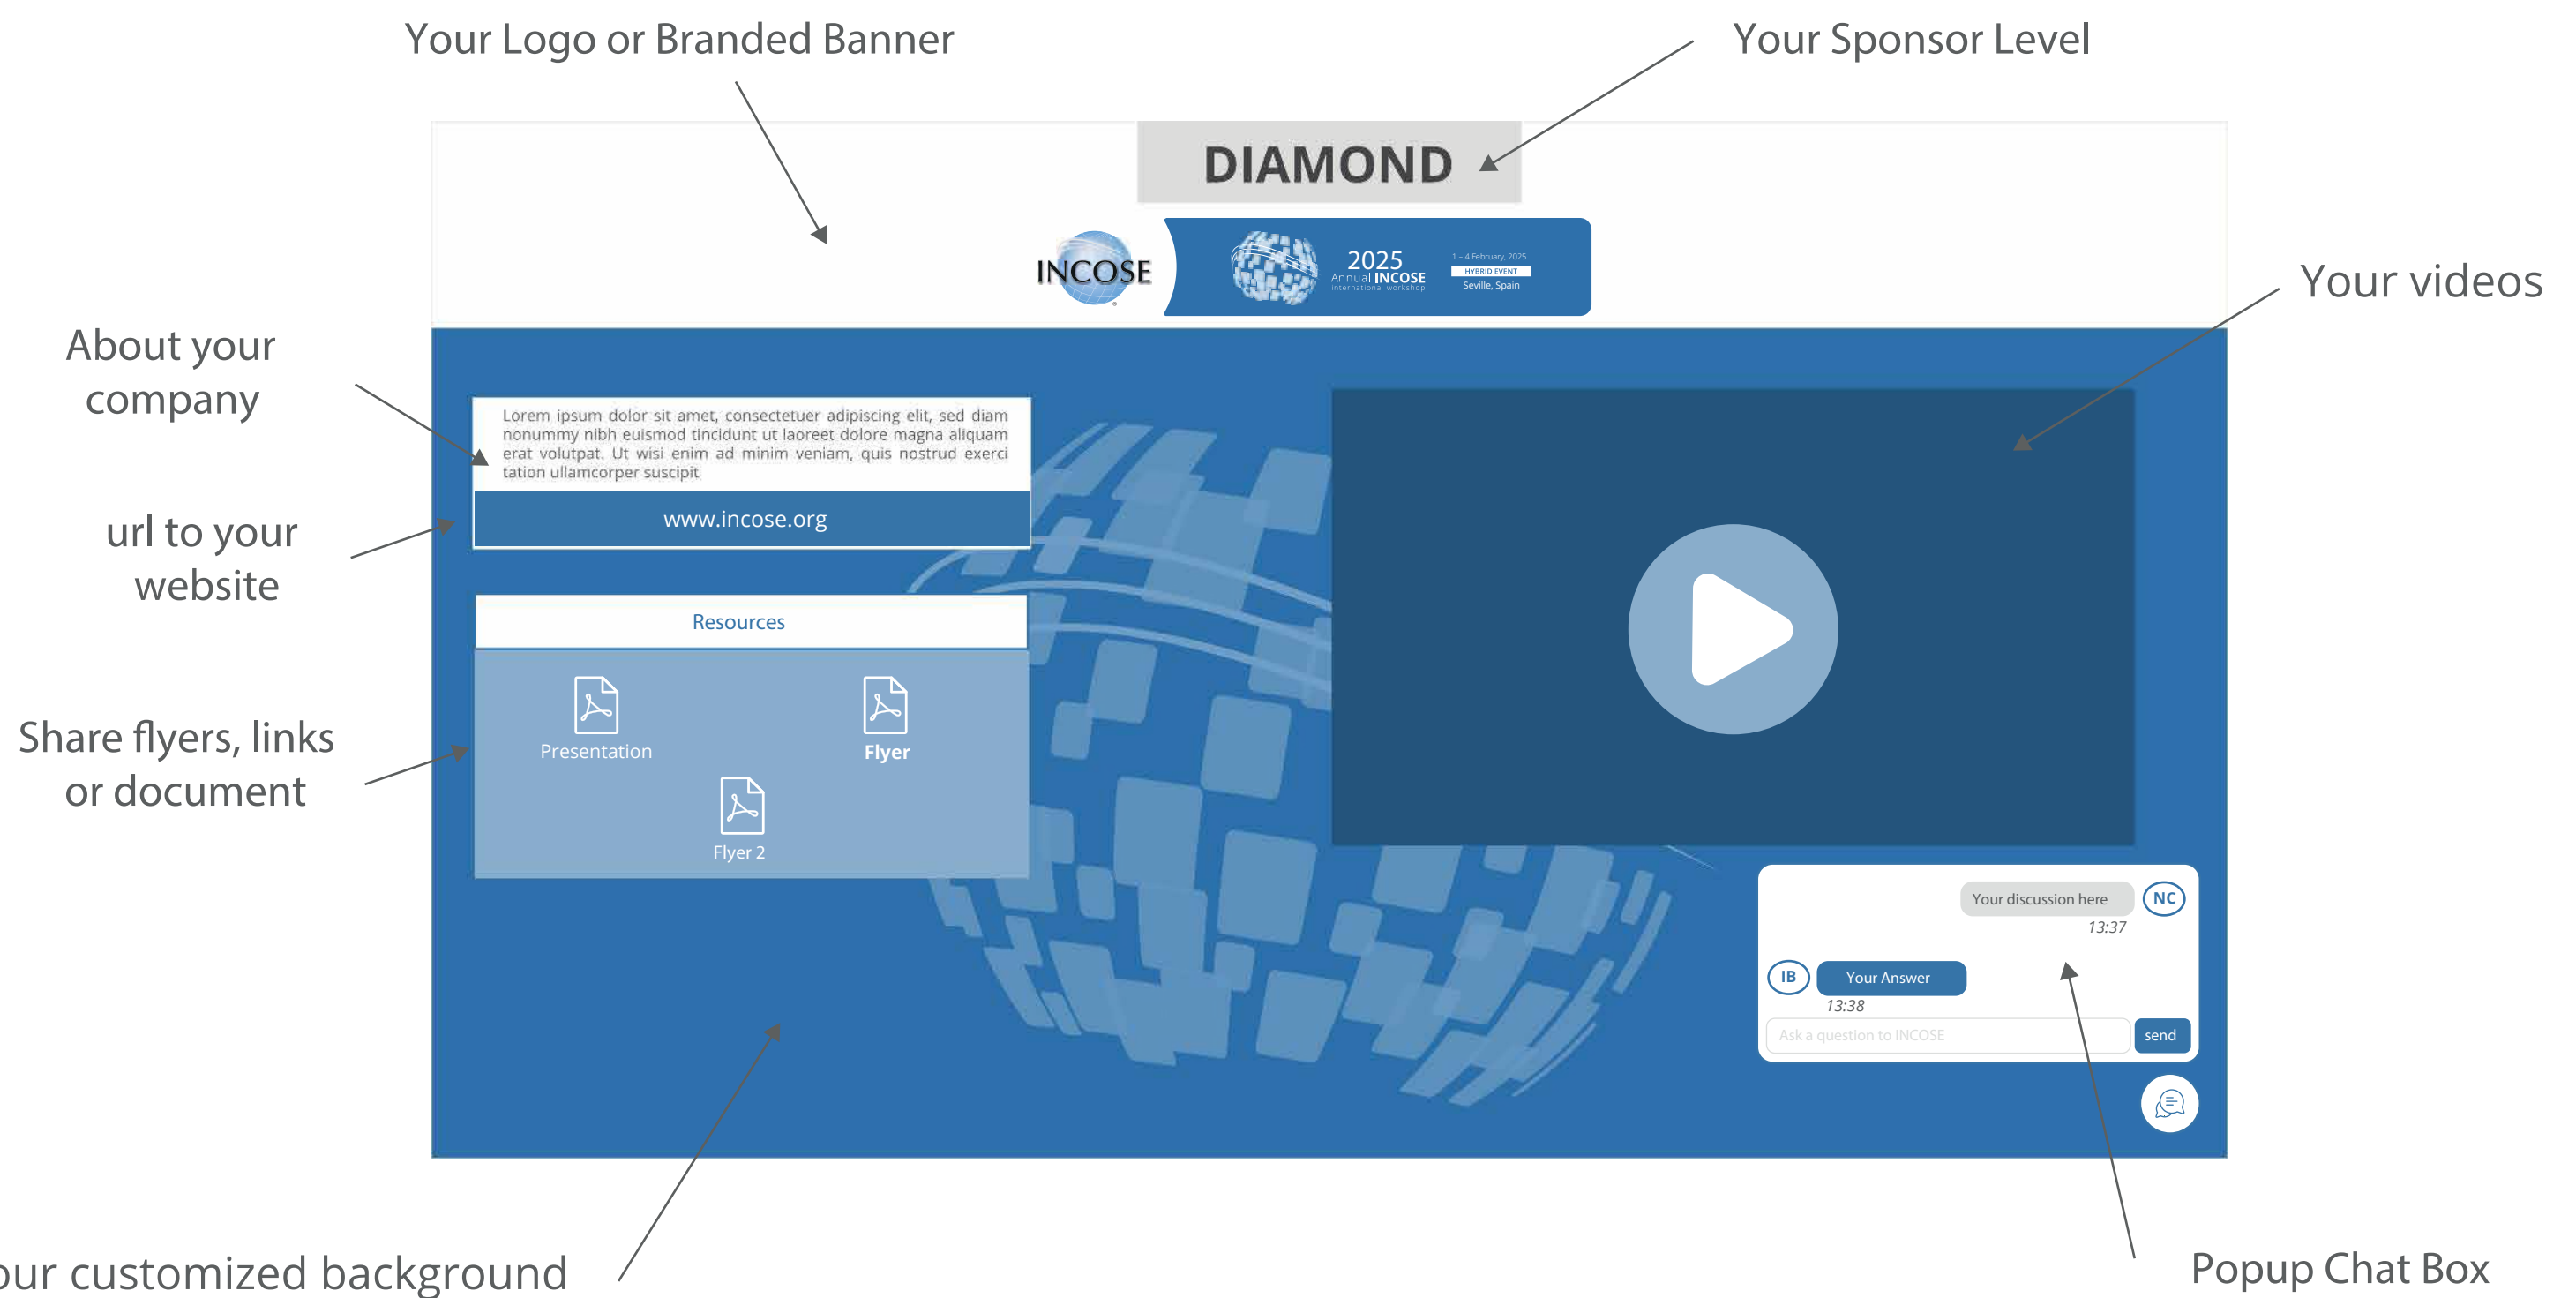 Your Logo or Branded Banner
Your Sponsor Level
DIAMOND
INCOSE
2025
Annual INCOSE
international workshop
1 – 4 February, 2025
HYBRID EVENT
Seville, Spain
Your videos
About your
company
Lorem ipsum dolor sit amet, consectetuer adipiscing elit, sed diam
nonummy nibh euismod tincidunt ut laoreet dolore magna aliquam
erat volutpat. Ut wisi enim ad minim veniam, quis nostrud exerci
tation ullamcorper suscipit
url to your
website
www.incose.org
Resources
Share flyers, links
or document
Presentation
Flyer
Flyer 2
Your discussion here
NC
13:37
IB
Your Answer
13:38
Ask a question to INCOSE
send
our customized background
Popup Chat Box